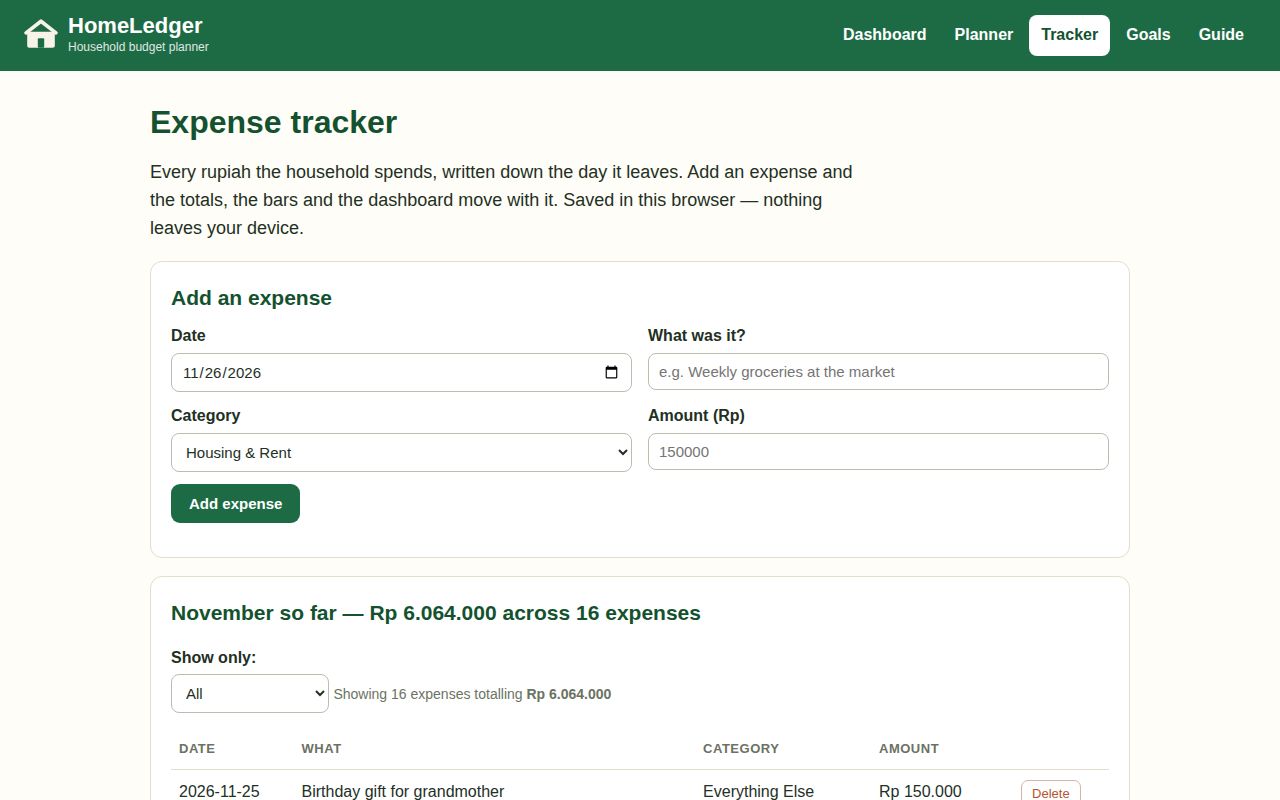 HomeLedger
Household budget planner
Dashboard Planner Tracker Goals Guide
Expense tracker
Every rupiah the household spends, written down the day it leaves. Add an expense and
the totals, the bars and the dashboard move with it. Saved in this browser — nothing
leaves your device.
Add an expense
Date
11/26/2026
What was it?
e.g. Weekly groceries at the market
Category
Housing & Rent
Amount (Rp)
150000
Add expense
November so far — Rp 6.064.000 across 16 expenses
Show only:
All
Showing 16 expenses totalling Rp 6.064.000
DATE WHAT CATEGORY AMOUNT
2026-11-25 Birthday gift for grandmother Everything Else Rp 150.000 Delete